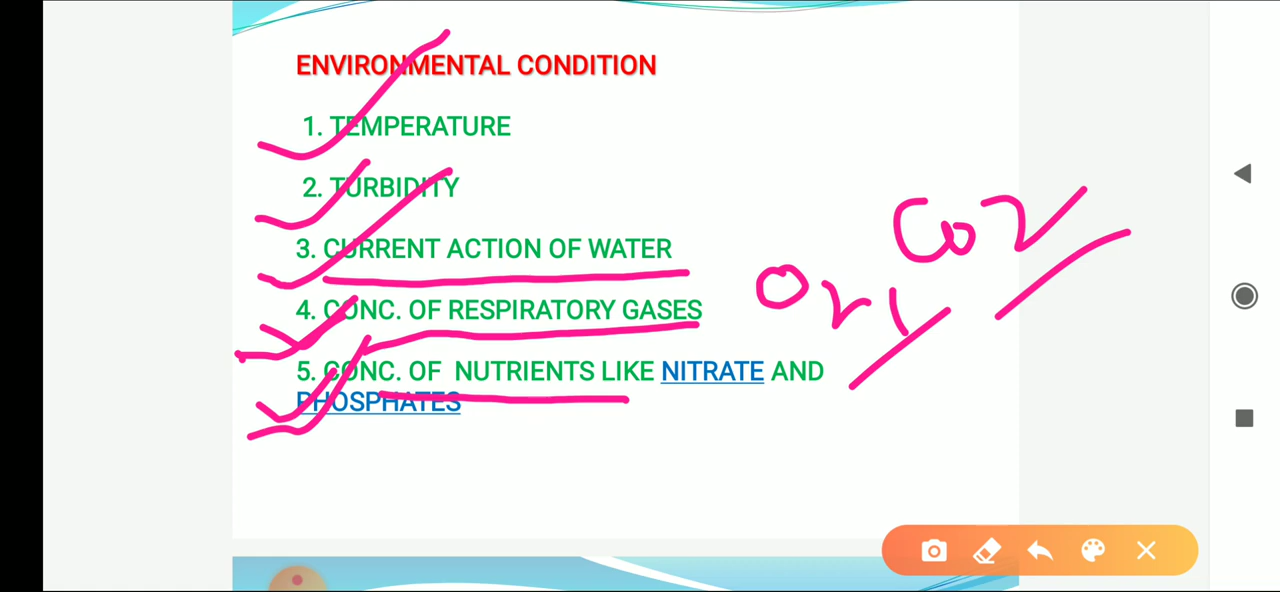 ENVIRONMENTAL CONDITION
1. TEMPERATURE
2. TURBIDITY
3. CURRENT ACTION OF WATER
4. CONC. OF RESPIRATORY GASES
5. CONC. OF NUTRIENTS LIKE NITRATE AND
PHOSPHATES
CO2